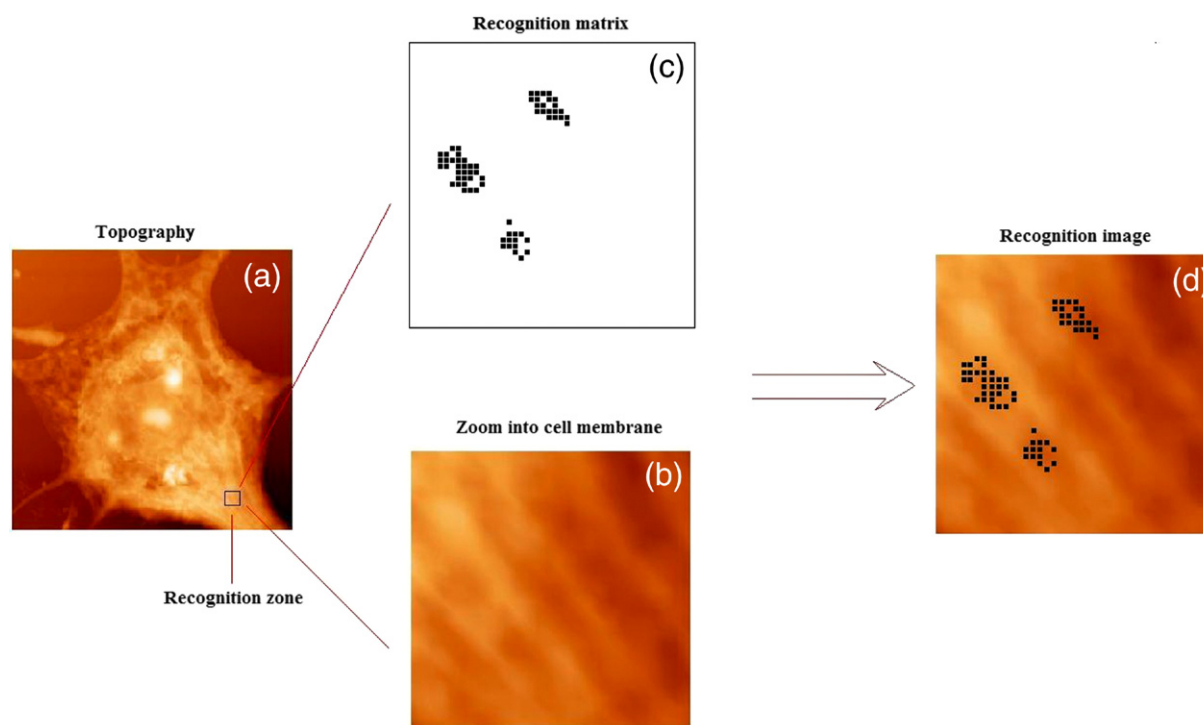 Recognition matrix
(c)
Topography
(a)
Recognition zone
Zoom into cell membrane
(b)
Recognition image
(d)